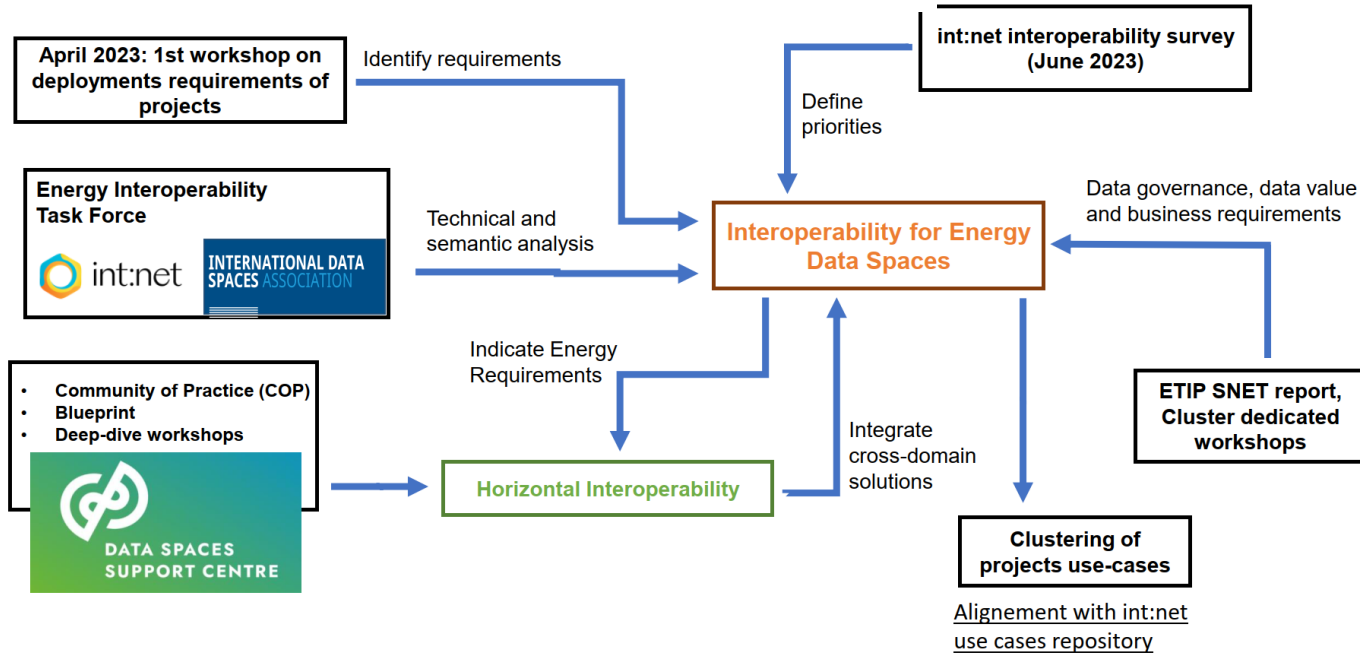 April 2023: 1st workshop on
deployments requirements of
projects
Identify requirements
int:net interoperability survey
(June 2023)
Define
priorities
Energy Interoperability
Task Force
int:net
INTERNATIONAL DATA
SPACES ASSOCIATION
Technical and
semantic analysis
Interoperability for Energy
Data Spaces
Data governance, data value
and business requirements
Indicate Energy
Requirements
• Community of Practice (COP)
• Blueprint
• Deep-dive workshops
DATA SPACES
SUPPORT CENTRE
Horizontal Interoperability
Integrate
cross-domain
solutions
ETIP SNET report,
Cluster dedicated
workshops
Clustering of
projects use-cases
Alignement with int:net
use cases repository